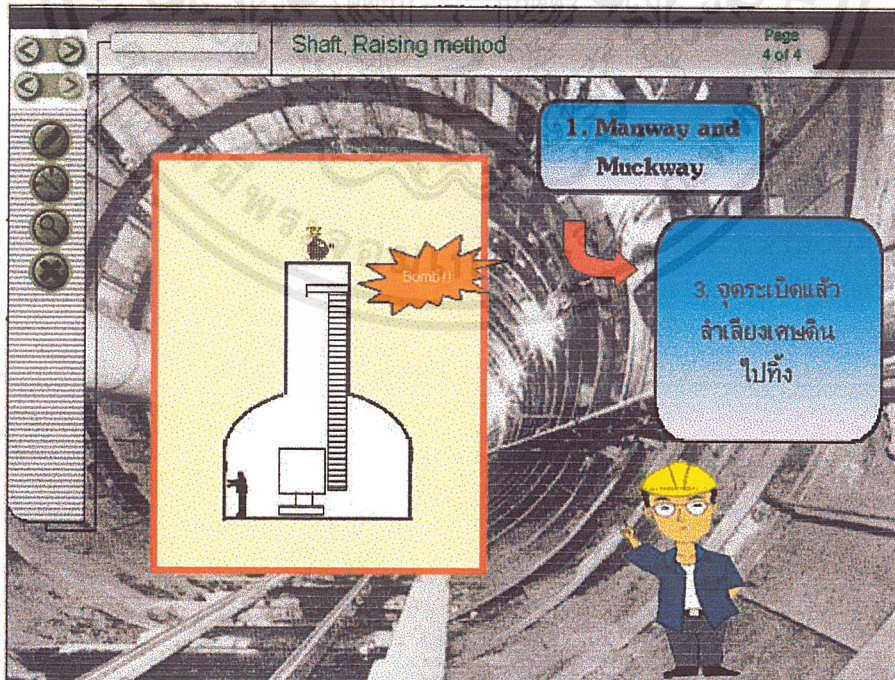 Shaft, Raising method
Page
4 of 4
1. Manway and
Muckway
Bomb!!
3. จุดระเบิดแล้ว
ลำเลียงเศษดิน
ไปทิ้ง